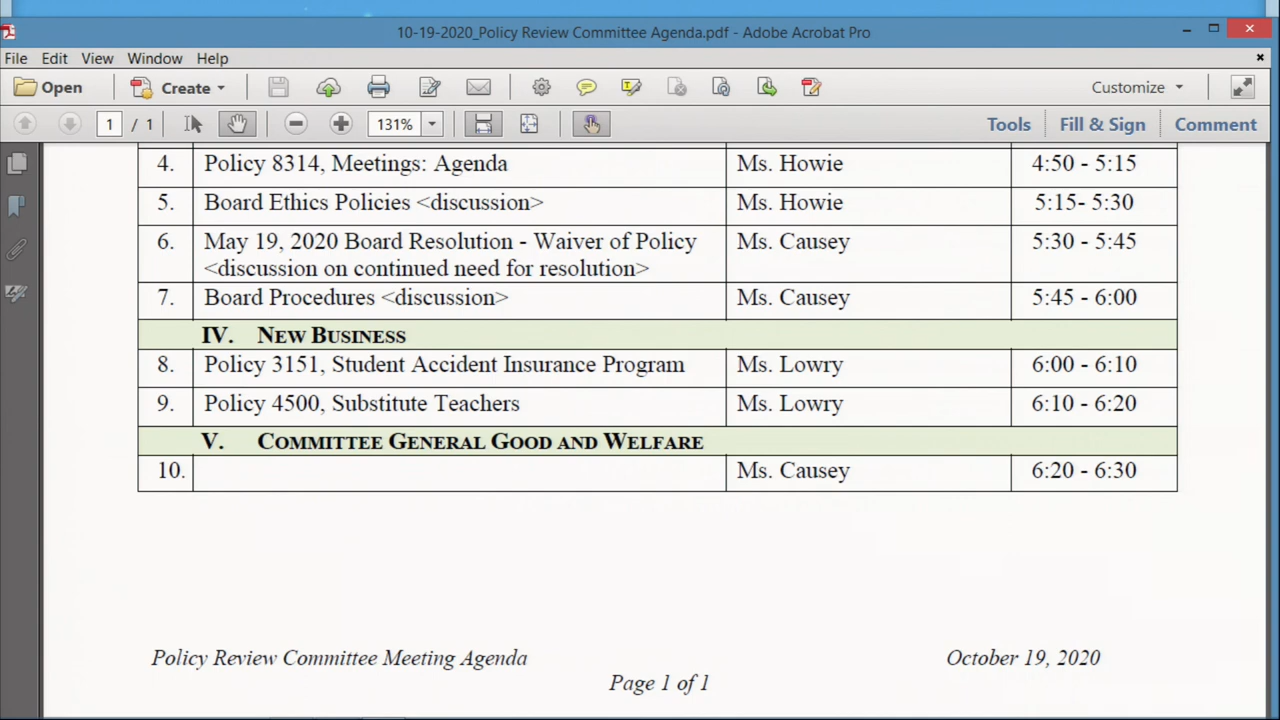 10-19-2020_Policy Review Committee Agenda.pdf - Adobe Acrobat Pro
File Edit View Window Help
Open Create Customize
1 / 1 131% Tools Fill & Sign Comment
4. Policy 8314, Meetings: Agenda Ms. Howie 4:50 - 5:15
5. Board Ethics Policies <discussion> Ms. Howie 5:15- 5:30
6. May 19, 2020 Board Resolution - Waiver of Policy Ms. Causey 5:30 - 5:45
<discussion on continued need for resolution>
7. Board Procedures <discussion> Ms. Causey 5:45 - 6:00
IV. NEW BUSINESS
8. Policy 3151, Student Accident Insurance Program Ms. Lowry 6:00 - 6:10
9. Policy 4500, Substitute Teachers Ms. Lowry 6:10 - 6:20
V. COMMITTEE GENERAL GOOD AND WELFARE
10. Ms. Causey 6:20 - 6:30
Policy Review Committee Meeting Agenda October 19, 2020
Page 1 of 1